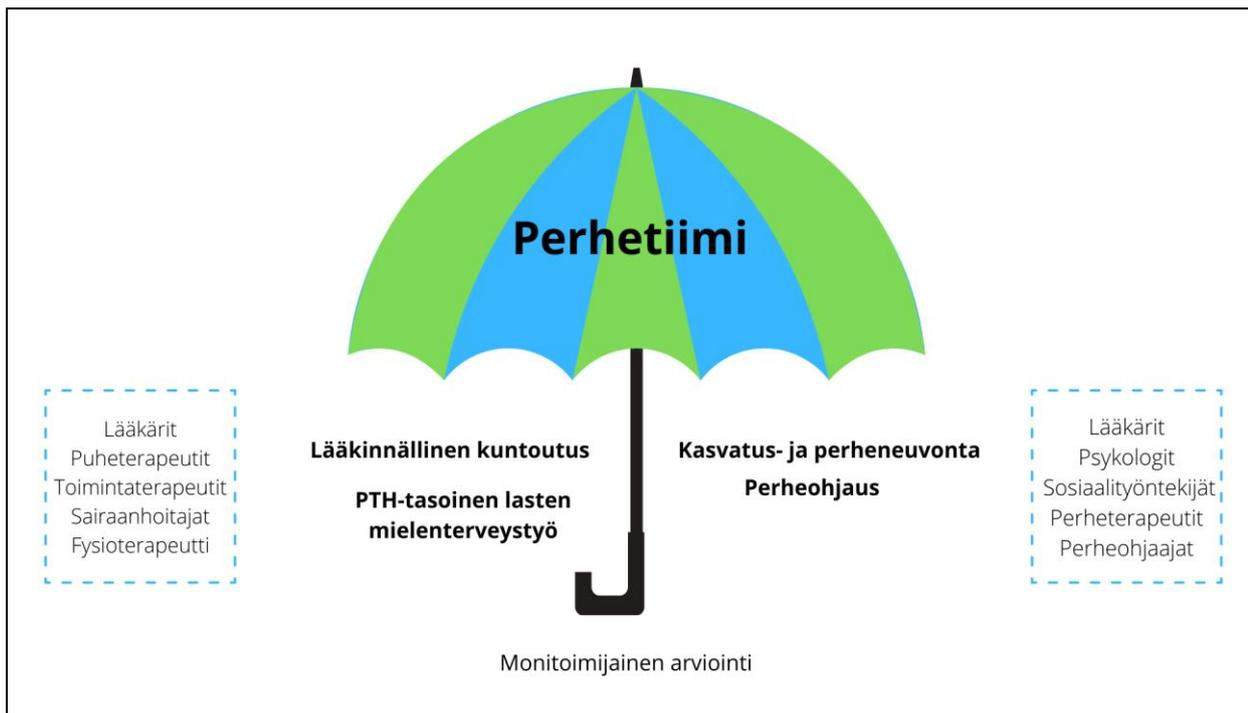 Perhetiimi
Lääkärit
Puheterapeutit
Toimintaterapeutit
Sairaanhoitajat
Fysioterapeutti
Lääkinnällinen kuntoutus
PTH-tasoinen lasten
mielenterveystyö
Kasvatus- ja perheneuvonta
Perheohjaus
Lääkärit
Psykologit
Sosiaalityöntekijät
Perheterapeutit
Perheohjaajat
Monitoimijainen arviointi